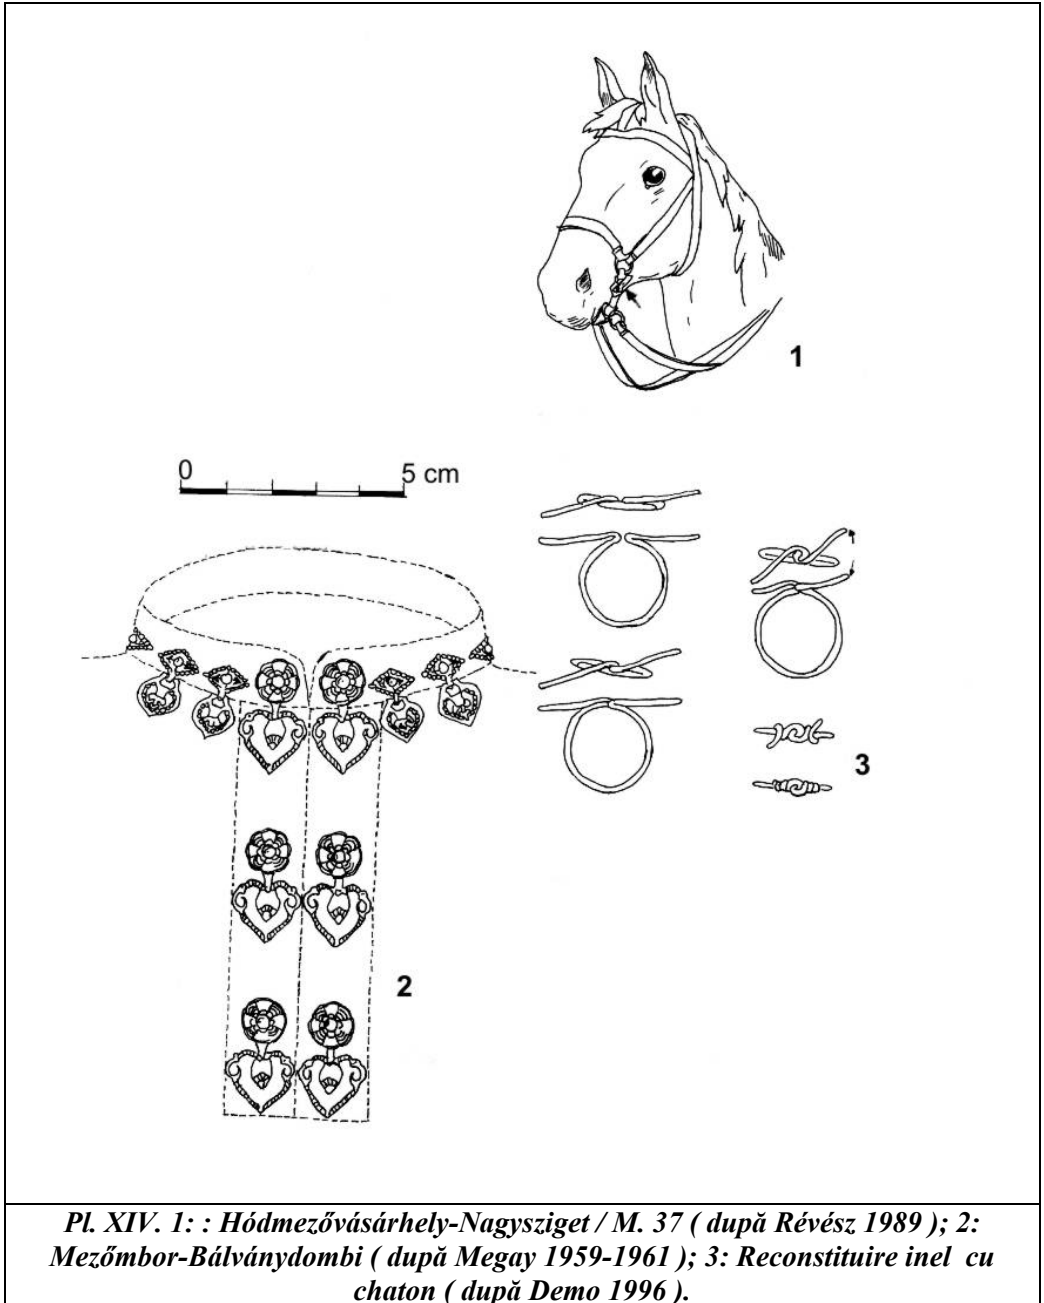 1
0 5 cm
3
2
Pl. XIV. 1: : Hódmezővásárhely-Nagysziget / M. 37 ( după Révész 1989 ); 2:
Mezőmbor-Bálványdombi ( după Megay 1959-1961 ); 3: Reconstituire inel cu
chaton ( după Demo 1996 ).